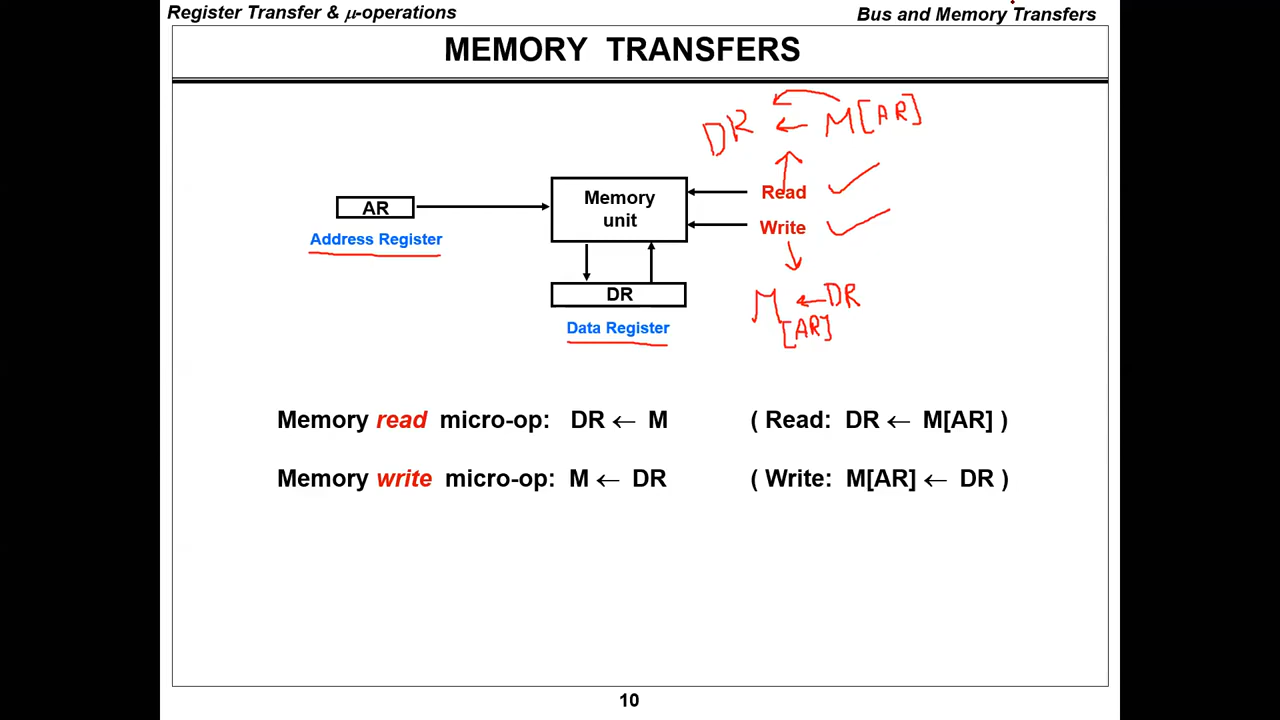 Register Transfer & μ-operations
Bus and Memory Transfers
MEMORY TRANSFERS
DR ← M[AR]
AR
Address Register
Memory
unit
Read
Write
DR
Data Register
M ← DR
[AR]
Memory read micro-op: DR ← M ( Read: DR ← M[AR] )
Memory write micro-op: M ← DR ( Write: M[AR] ← DR )
10